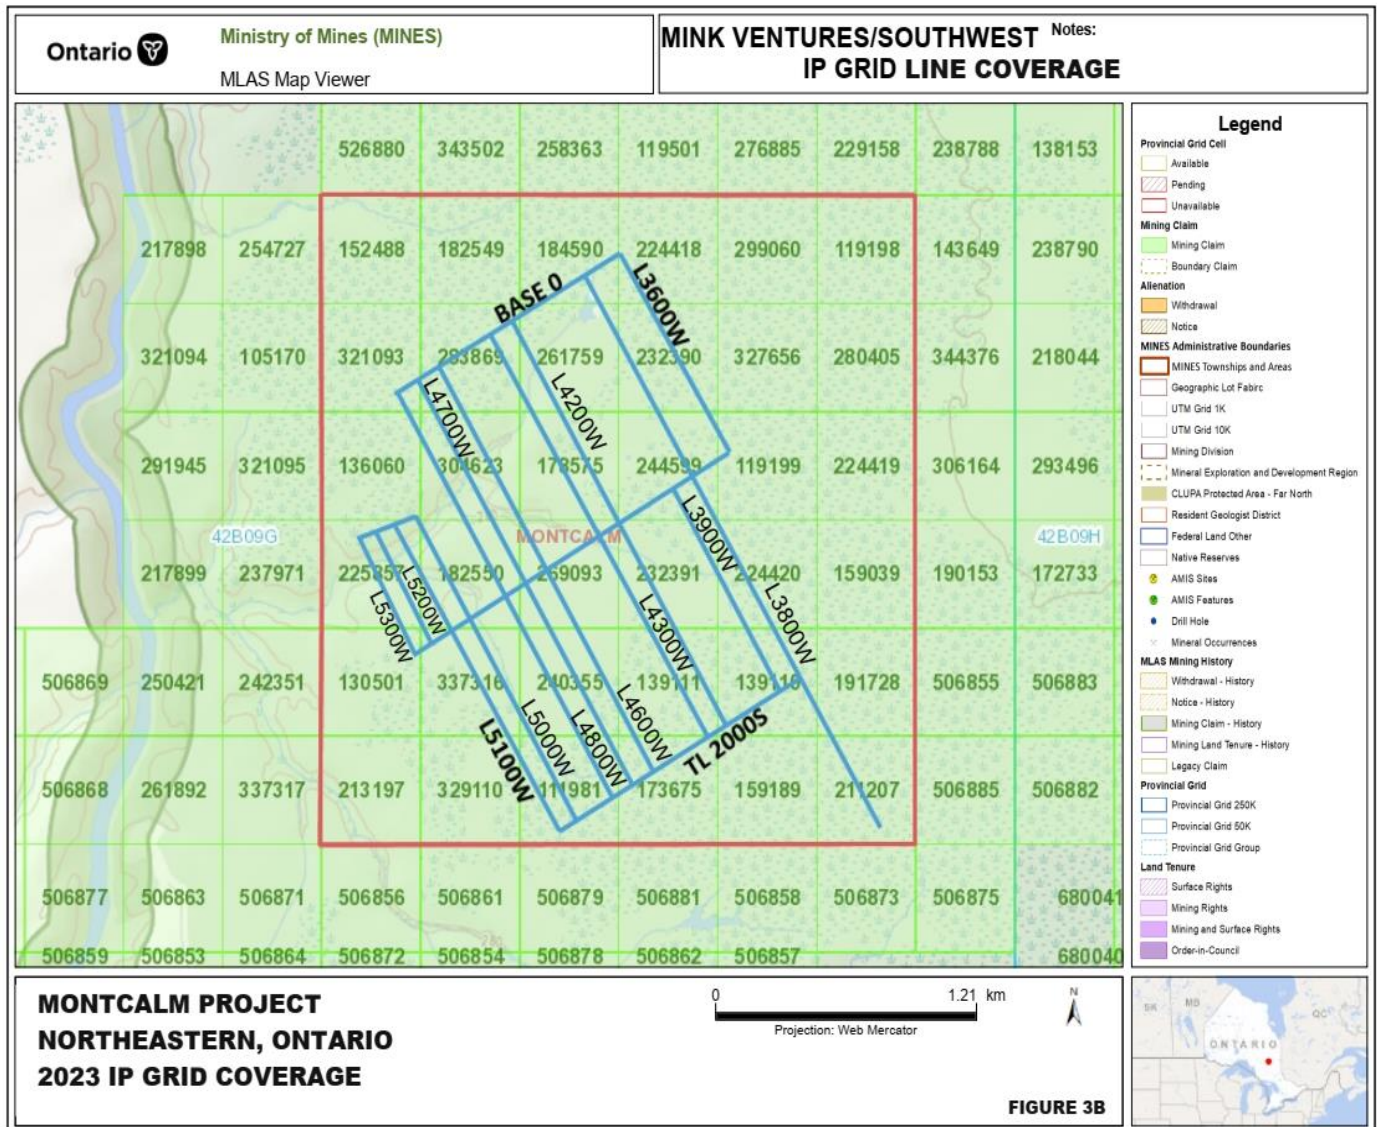 Ontario
Ministry of Mines (MINES)
MLAS Map Viewer
MINK VENTURES/SOUTHWEST Notes:
IP GRID LINE COVERAGE
526880 343502 258363 119501 276885 229158 238788 138153
217898 254727 152488 182549 184590 224418 299060 119198 143649 238790
BASE 0
L3600W
321094 105170 321093 283869 261759 232390 327656 280405 344376 218044
L4700W
L4200W
291945 321095 136060 304623 178575 244599 119199 224419 306164 293496
L3900W
42B09G
MONTCALM
42B09H
217899 237971 225857 182550 269093 232391 224420 159039 190153 172733
L5300W
L5200W
L4300W
L3800W
506869 250421 242351 130501 337316 240355 139111 139110 191728 506855 506883
L5100W
L5000W
L4800W
L4600W
TL 2000S
506868 261892 337317 213197 329110 111981 173675 159189 211207 506885 506882
506877 506863 506871 506856 506861 506879 506881 506858 506873 506875 680041
506859 506853 506864 506872 506854 506878 506862 506857 680040
Legend
Provincial Grid Cell
Available
Pending
Unavailable
Mining Claim
Mining Claim
Boundary Claim
Alienation
Withdrawal
Notice
MINES Administrative Boundaries
MINES Townships and Areas
Geographic Lot Fabirc
UTM Grid 1K
UTM Grid 10K
Mining Division
Mineral Exploration and Development Region
CLUPA Protected Area - Far North
Resident Geologist District
Federal Land Other
Native Reserves
AMIS Sites
AMIS Features
Drill Hole
Mineral Occurrences
MLAS Mining History
Withdrawal - History
Notice - History
Mining Claim - History
Mining Land Tenure - History
Legacy Claim
Provincial Grid
Provincial Grid 250K
Provincial Grid 50K
Provincial Grid Group
Land Tenure
Surface Rights
Mining Rights
Mining and Surface Rights
Order-in-Council
MONTCALM PROJECT
NORTHEASTERN, ONTARIO
2023 IP GRID COVERAGE
0 1.21 km
Projection: Web Mercator
N
FIGURE 3B
SK MB QC
ONTARIO